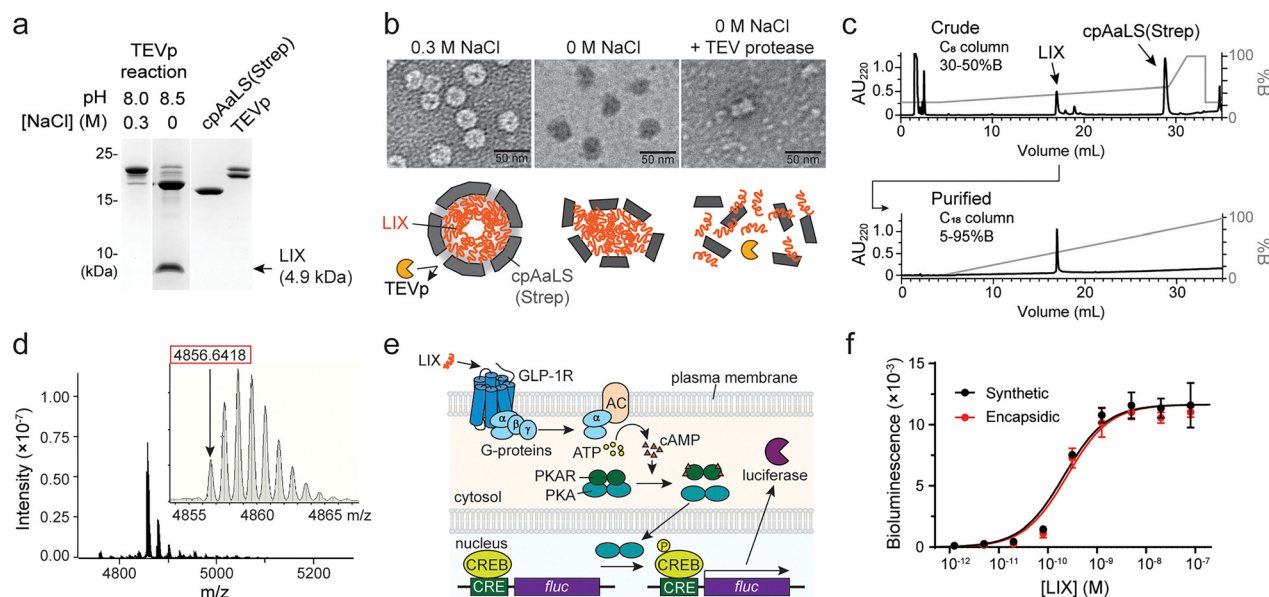 a
TEVp
reaction
pH 8.0 8.5
[NaCl] (M) 0.3 0
cpAaLS(Strep)
TEVp
25-
15-
10-
(kDa)
LIX
(4.9 kDa)
b
0.3 M NaCl
0 M NaCl
0 M NaCl
+ TEV protease
50 nm
50 nm
50 nm
LIX
TEVp
cpAaLS
(Strep)
c
Crude
C₈ column
30-50%B
LIX
cpAaLS(Strep)
AU₂₂₀
1.0
0.5
0
100
%B
0
0 10 20 30
Volume (mL)
Purified
C₁₈ column
5-95%B
AU₂₂₀
1.0
0.5
0
100
%B
0
0 10 20 30
Volume (mL)
d
4856.6418
4855 4860 4865 m/z
Intensity (×10⁻⁷)
1.00
0.75
0.50
0.25
0.00
4800 5000 5200
m/z
e
LIX
GLP-1R
plasma membrane
AC
α
β
γ
α
G-proteins
ATP
cAMP
PKAR
PKA
luciferase
cytosol
nucleus
CREB
CRE
fluc
P
CREB
CRE
fluc
f
Bioluminescence (×10⁻³)
15
10
5
0
Synthetic
Encapsidic
10⁻¹² 10⁻¹¹ 10⁻¹⁰ 10⁻⁹ 10⁻⁸ 10⁻⁷
[LIX] (M)